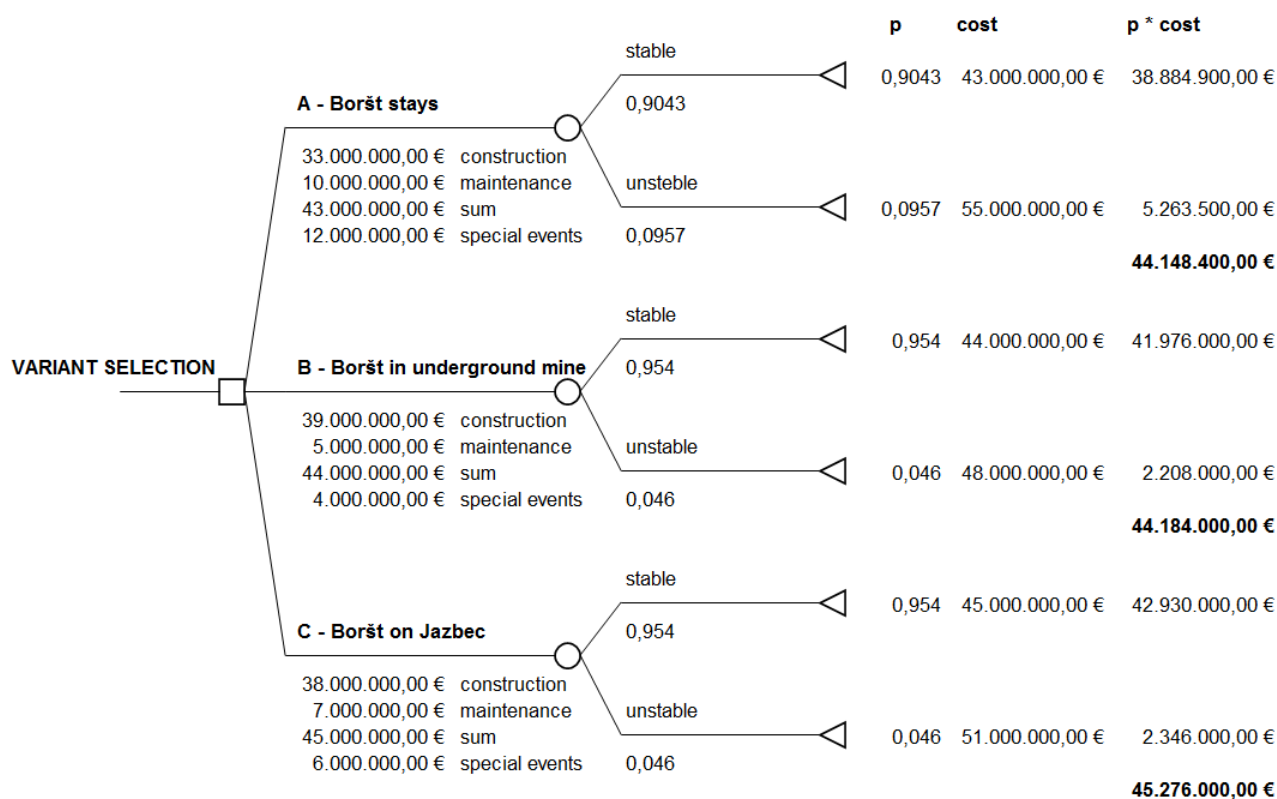 p cost p * cost
stable
0,9043 43.000.000,00 € 38.884.900,00 €
A - Boršt stays
0,9043
33.000.000,00 € construction
10.000.000,00 € maintenance
unsteble
43.000.000,00 € sum
0,0957 55.000.000,00 € 5.263.500,00 €
12.000.000,00 € special events
0,0957
44.148.400,00 €
stable
0,954 44.000.000,00 € 41.976.000,00 €
VARIANT SELECTION
B - Boršt in underground mine
0,954
39.000.000,00 € construction
5.000.000,00 € maintenance
unstable
44.000.000,00 € sum
0,046 48.000.000,00 € 2.208.000,00 €
4.000.000,00 € special events
0,046
44.184.000,00 €
stable
0,954 45.000.000,00 € 42.930.000,00 €
C - Boršt on Jazbec
0,954
38.000.000,00 € construction
7.000.000,00 € maintenance
unstable
45.000.000,00 € sum
0,046 51.000.000,00 € 2.346.000,00 €
6.000.000,00 € special events
0,046
45.276.000,00 €